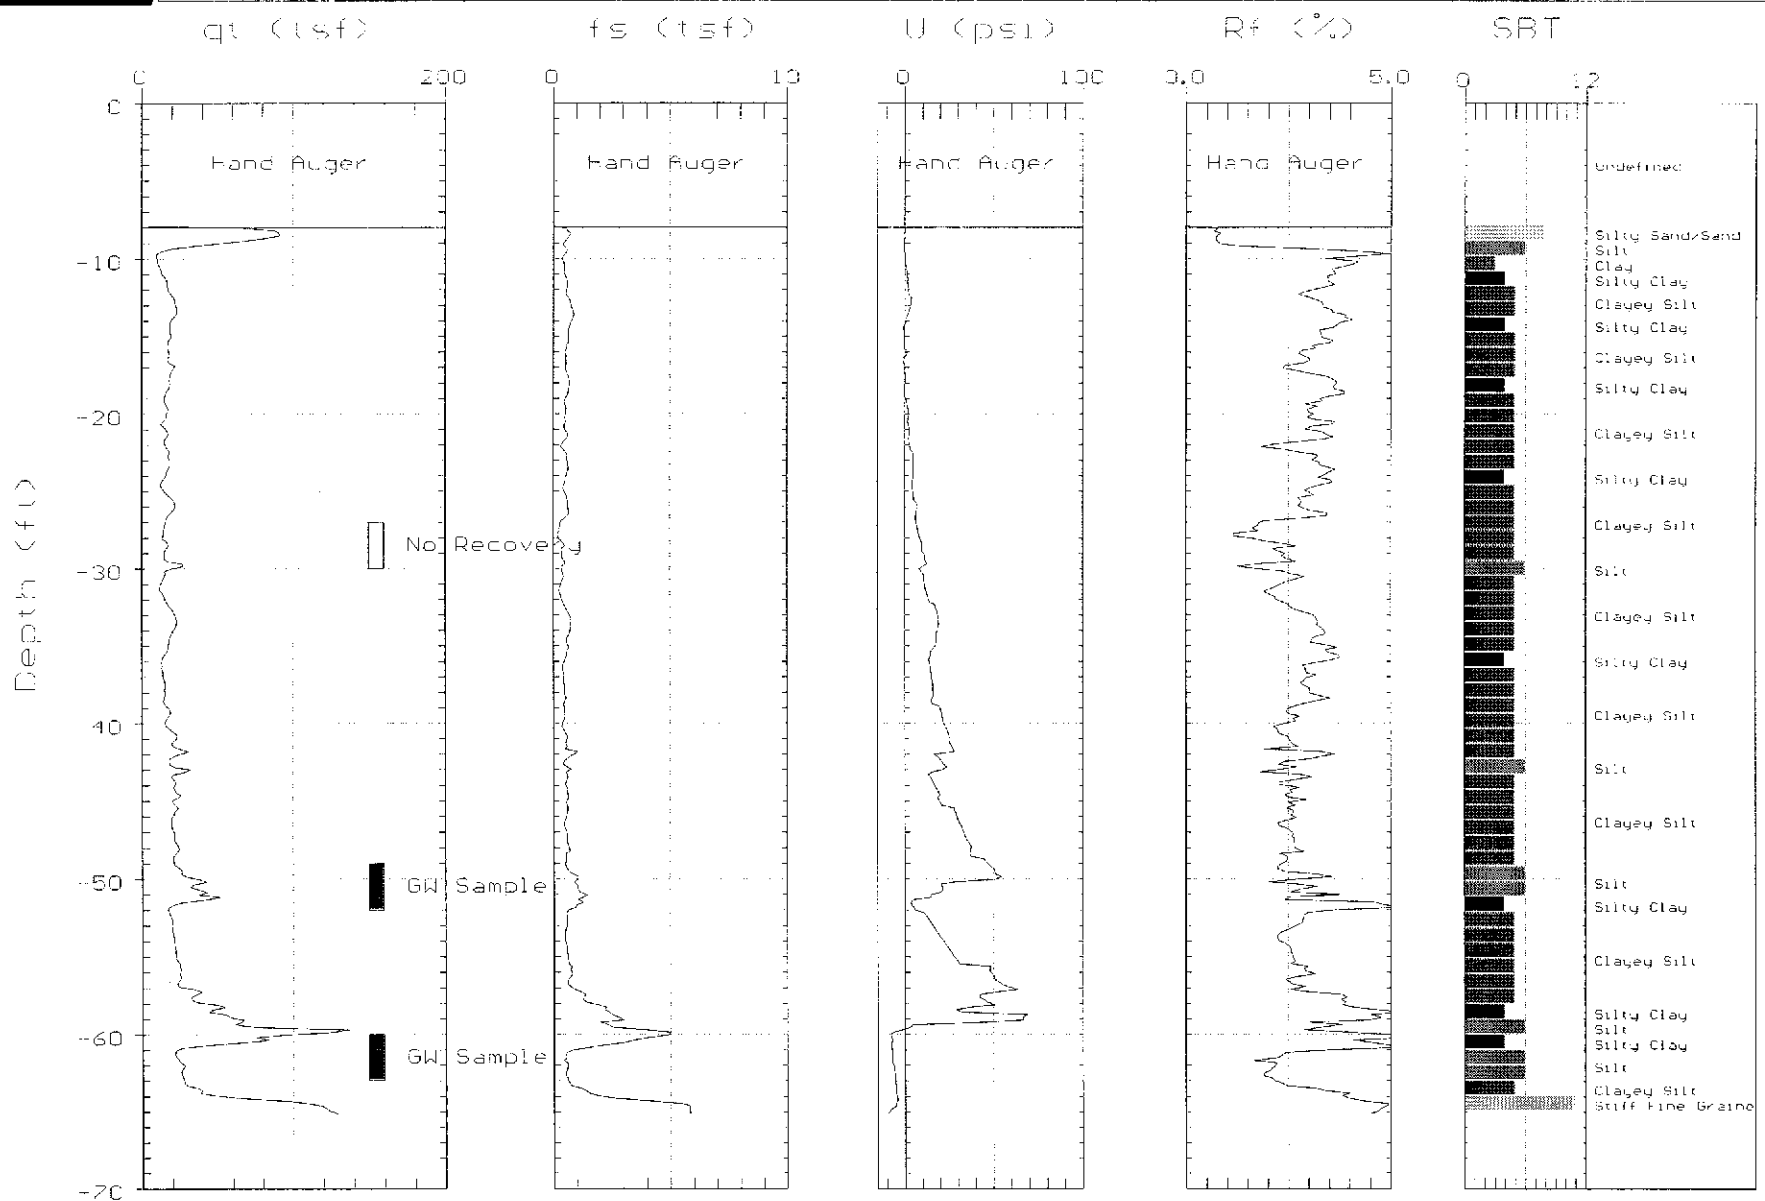 qt (tsf) fs (tsf) U (psi) Rf (%) SBT
0 200 0 10 0 100 0.0 5.0 0 12
0
Hand Auger Hand Auger Hand Auger Hand Auger Undefined
Silty Sand/Sand
Silt
-10 Clay
Silty Clay
Clayey Silt
Silty Clay
Clayey Silt
Silty Clay
-20
Clayey Silt
Silty Clay
Depth (ft)
Clayey Silt
No Recovery
-30 Silt
Clayey Silt
Silty Clay
Clayey Silt
-40
Silt
Clayey Silt
-50 GW Sample Silt
Silty Clay
Clayey Silt
Silty Clay
Silt
-60 Silty Clay
GW Sample
Silt
Clayey Silt
Stiff Fine Graine
-70